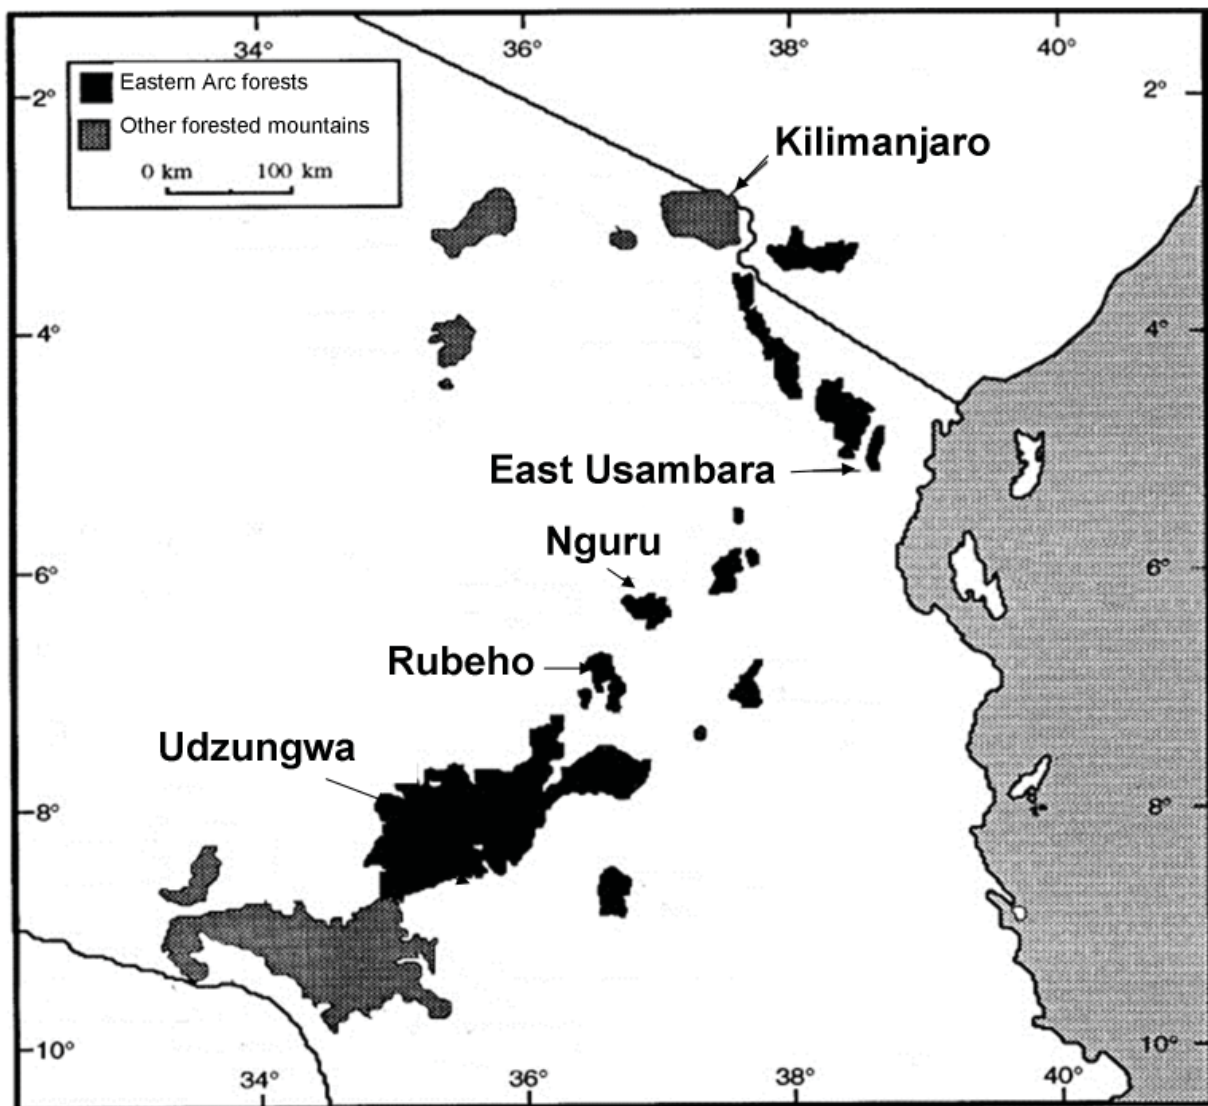 34°
36°
38°
40°
Eastern Arc forests
Other forested mountains
0 km
100 km
2°
2°
Kilimanjaro
4°
4°
East Usambara
Nguru
6°
6°
Rubeho
Udzungwa
8°
8°
10°
10°
34°
36°
38°
40°